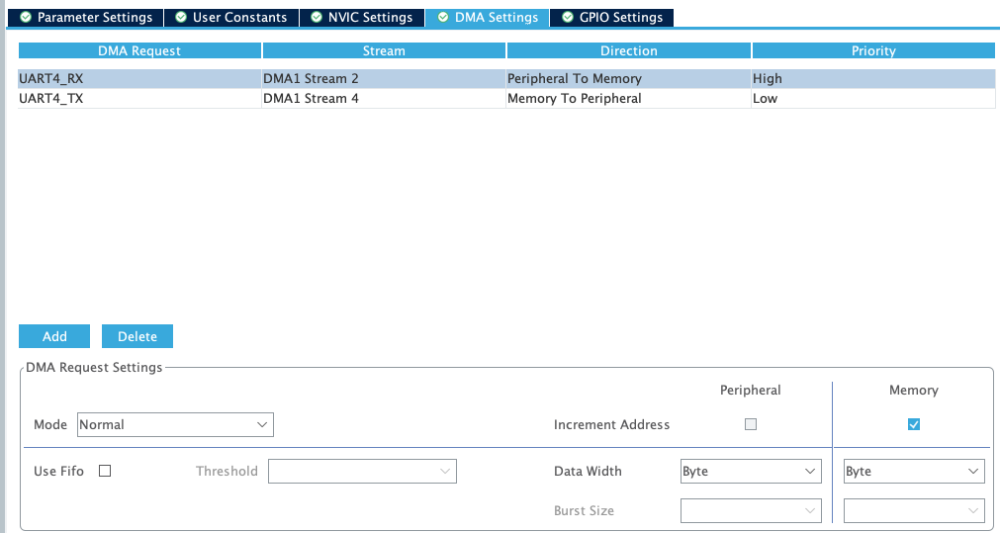 Parameter Settings User Constants NVIC Settings DMA Settings GPIO Settings
DMA Request Stream Direction Priority
UART4_RX DMA1 Stream 2 Peripheral To Memory High
UART4_TX DMA1 Stream 4 Memory To Peripheral Low
Add Delete
DMA Request Settings
Peripheral Memory
Mode Normal Increment Address
Use Fifo Threshold Data Width Byte Byte
Burst Size